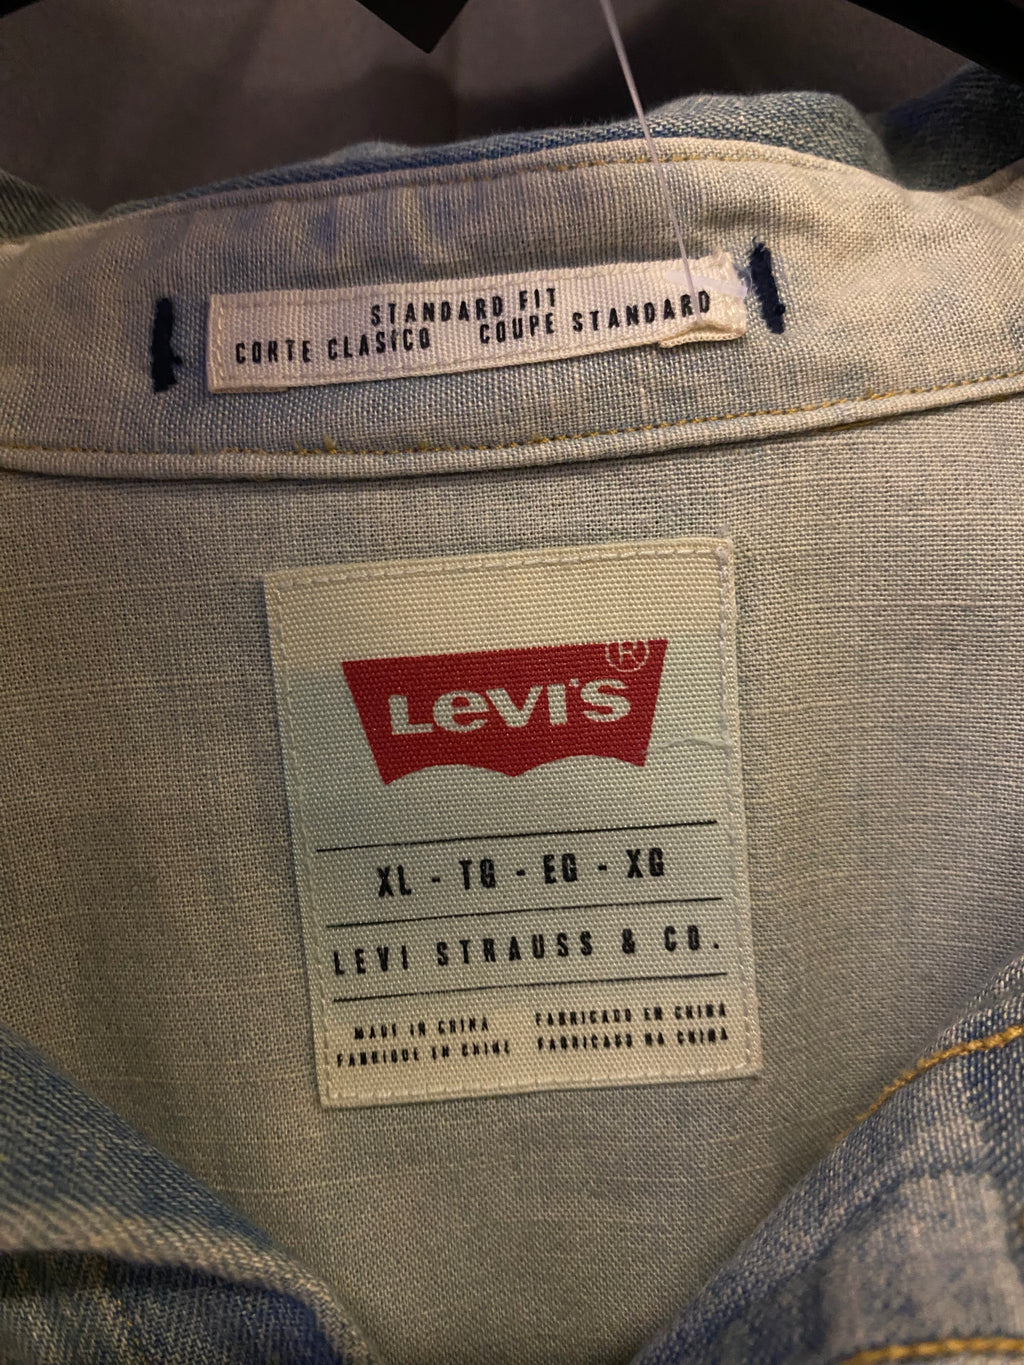 STANDARD FIT
CORTE CLASICO COUPE STANDARD
Levi's®
XL - TG - EG - XG
LEVI STRAUSS & CO.
MADE IN CHINA FABRICADO EN CHINA
FABRIQUE EN CHINE FABRICADO NA CHINA